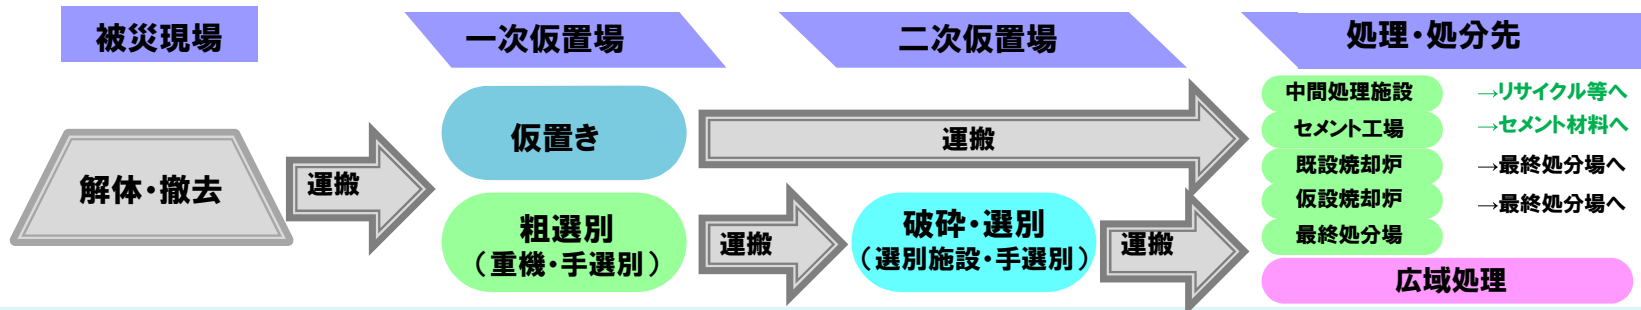 被災現場
一次仮置場
二次仮置場
処理・処分先
解体・撤去
運搬
仮置き
粗選別
（重機・手選別）
運搬
運搬
破砕・選別
（選別施設・手選別）
運搬
中間処理施設 →リサイクル等へ
セメント工場 →セメント材料へ
既設焼却炉 →最終処分場へ
仮設焼却炉 →最終処分場へ
最終処分場
広域処理